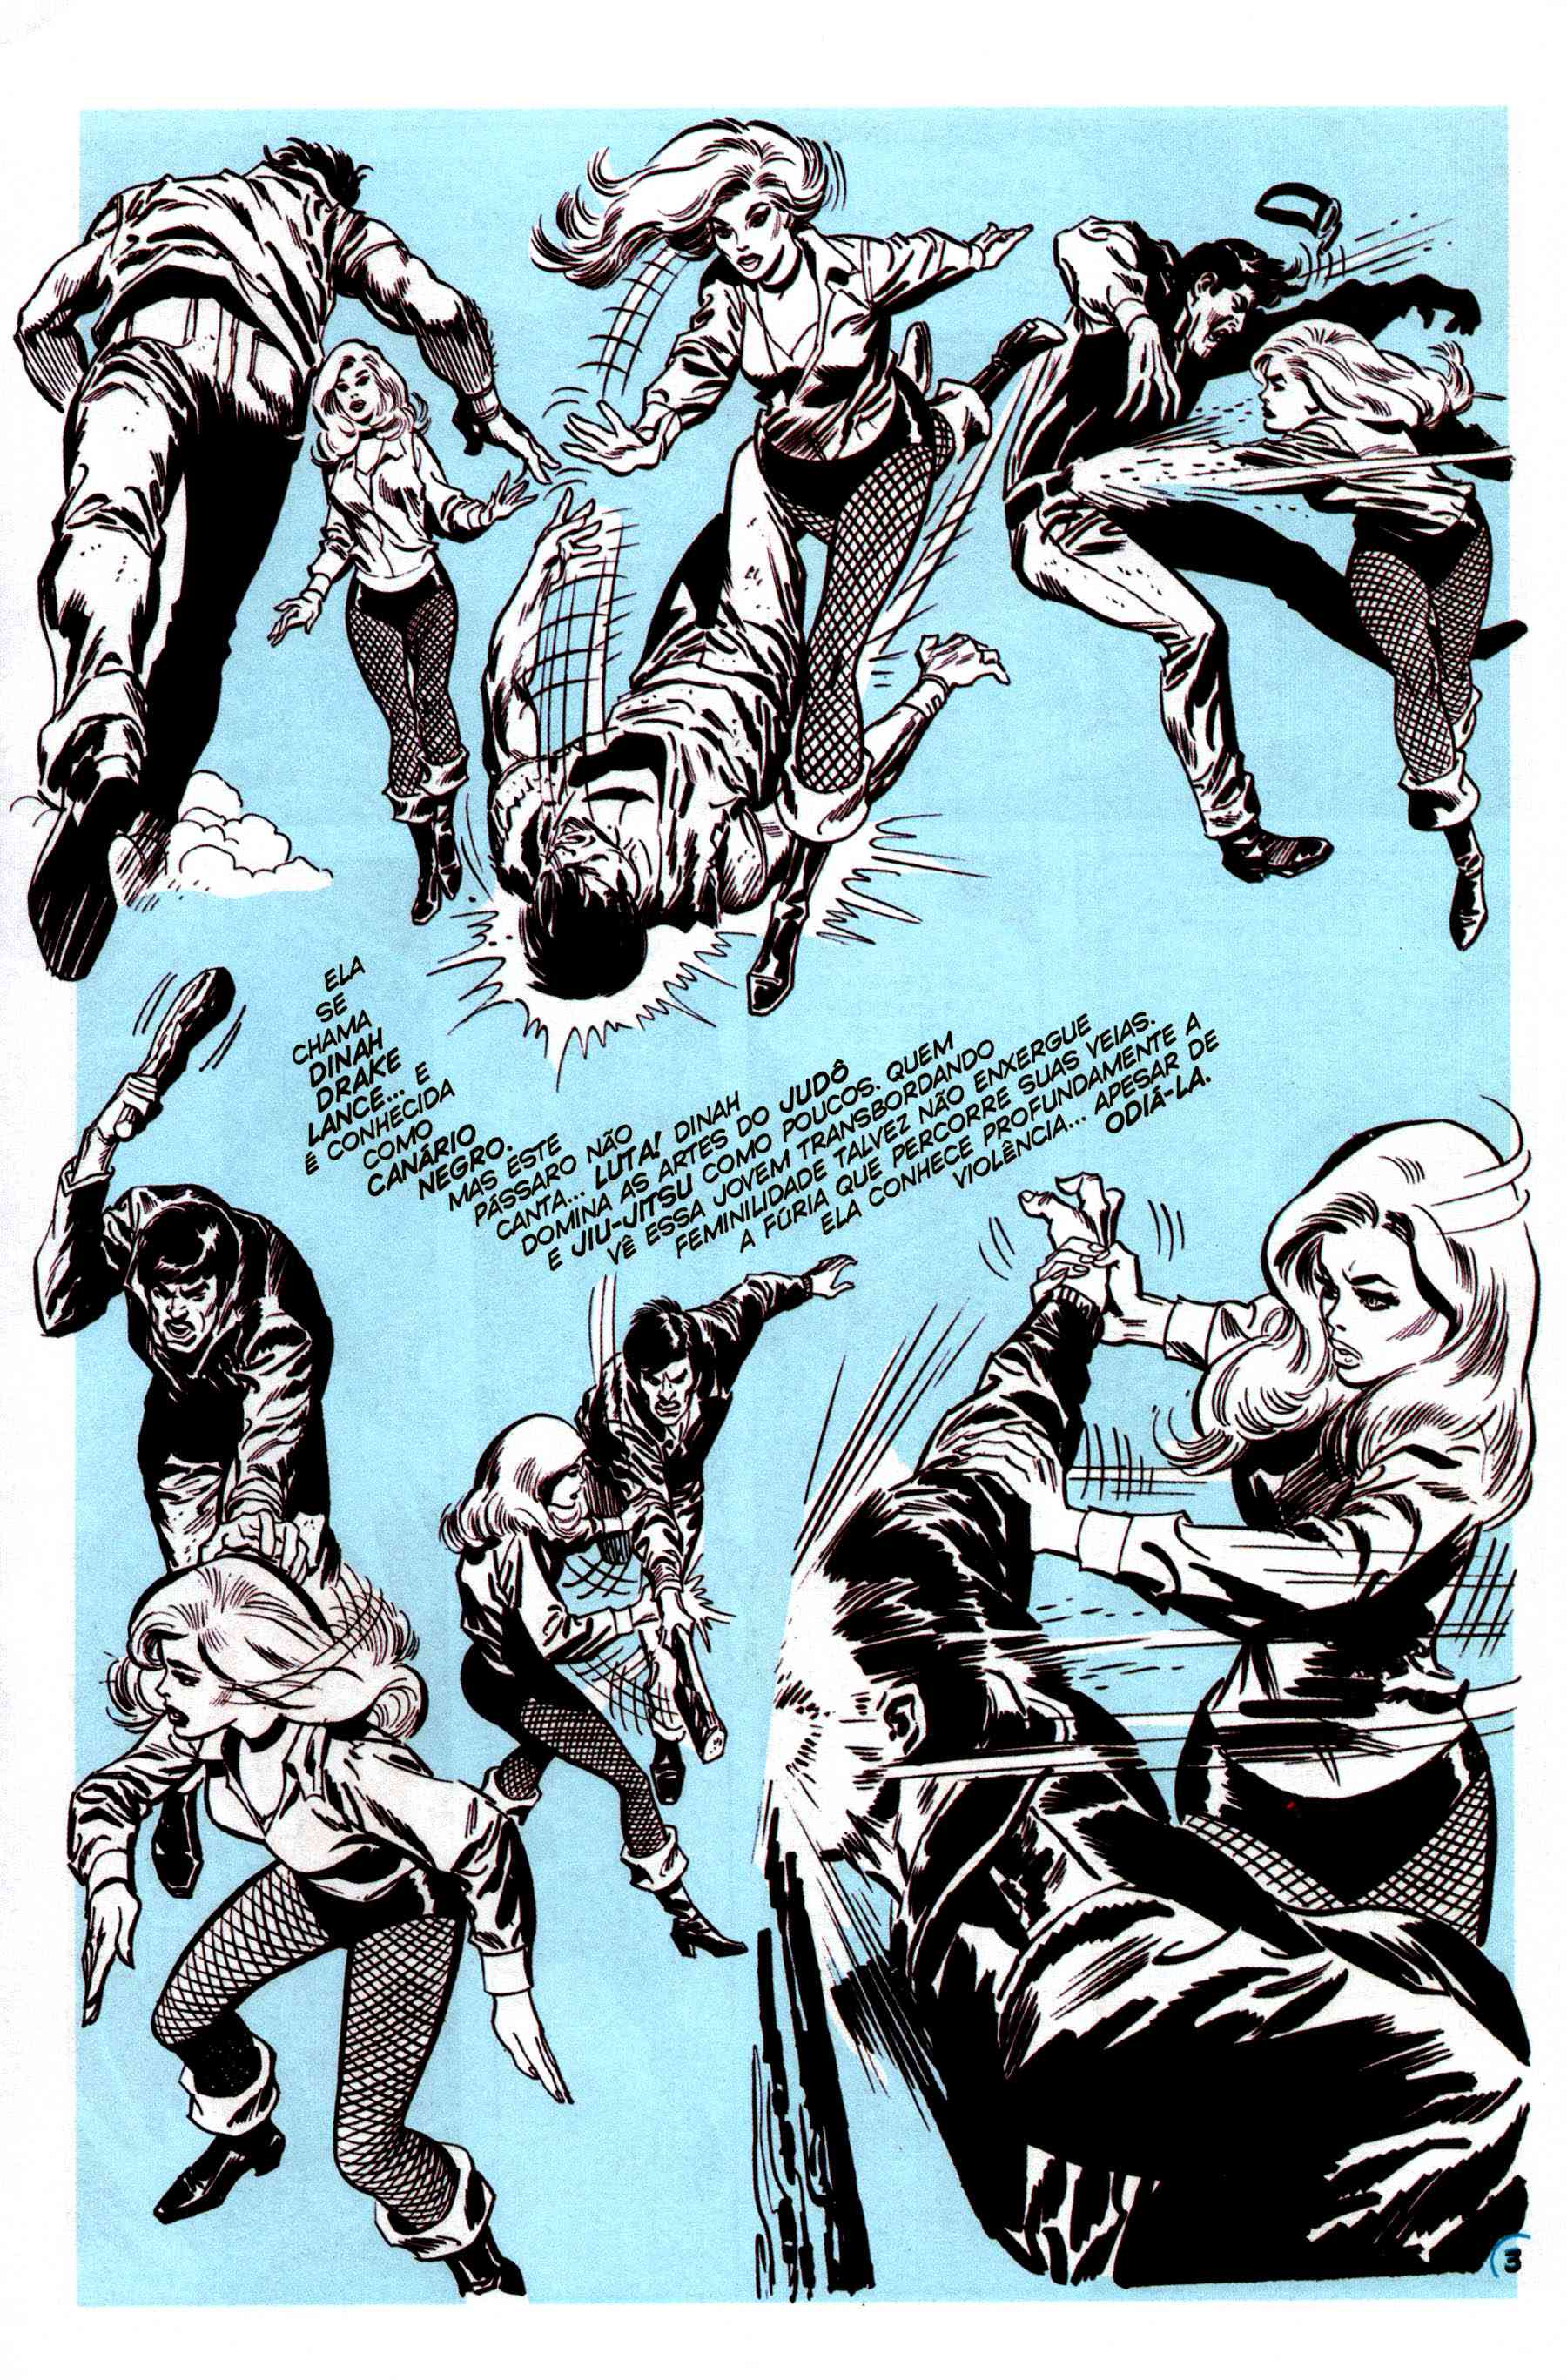 ELA
SE
CHAMA
DINAH
DRAKE
LANCE... E
É CONHECIDA
COMO
CANÁRIO
NEGRO.
MAS ESTE
PÁSSARO NÃO
CANTA... LUTA! DINAH
DOMINA AS ARTES DO JUDÔ
E JIU-JITSU COMO POUCOS. QUEM
VÊ ESSA JOVEM TRANSBORDANDO
FEMINILIDADE TALVEZ NÃO ENXERGUE
A FÚRIA QUE PERCORRE SUAS VEIAS.
ELA CONHECE PROFUNDAMENTE A
VIOLÊNCIA... APESAR DE
ODIÁ-LA.
3